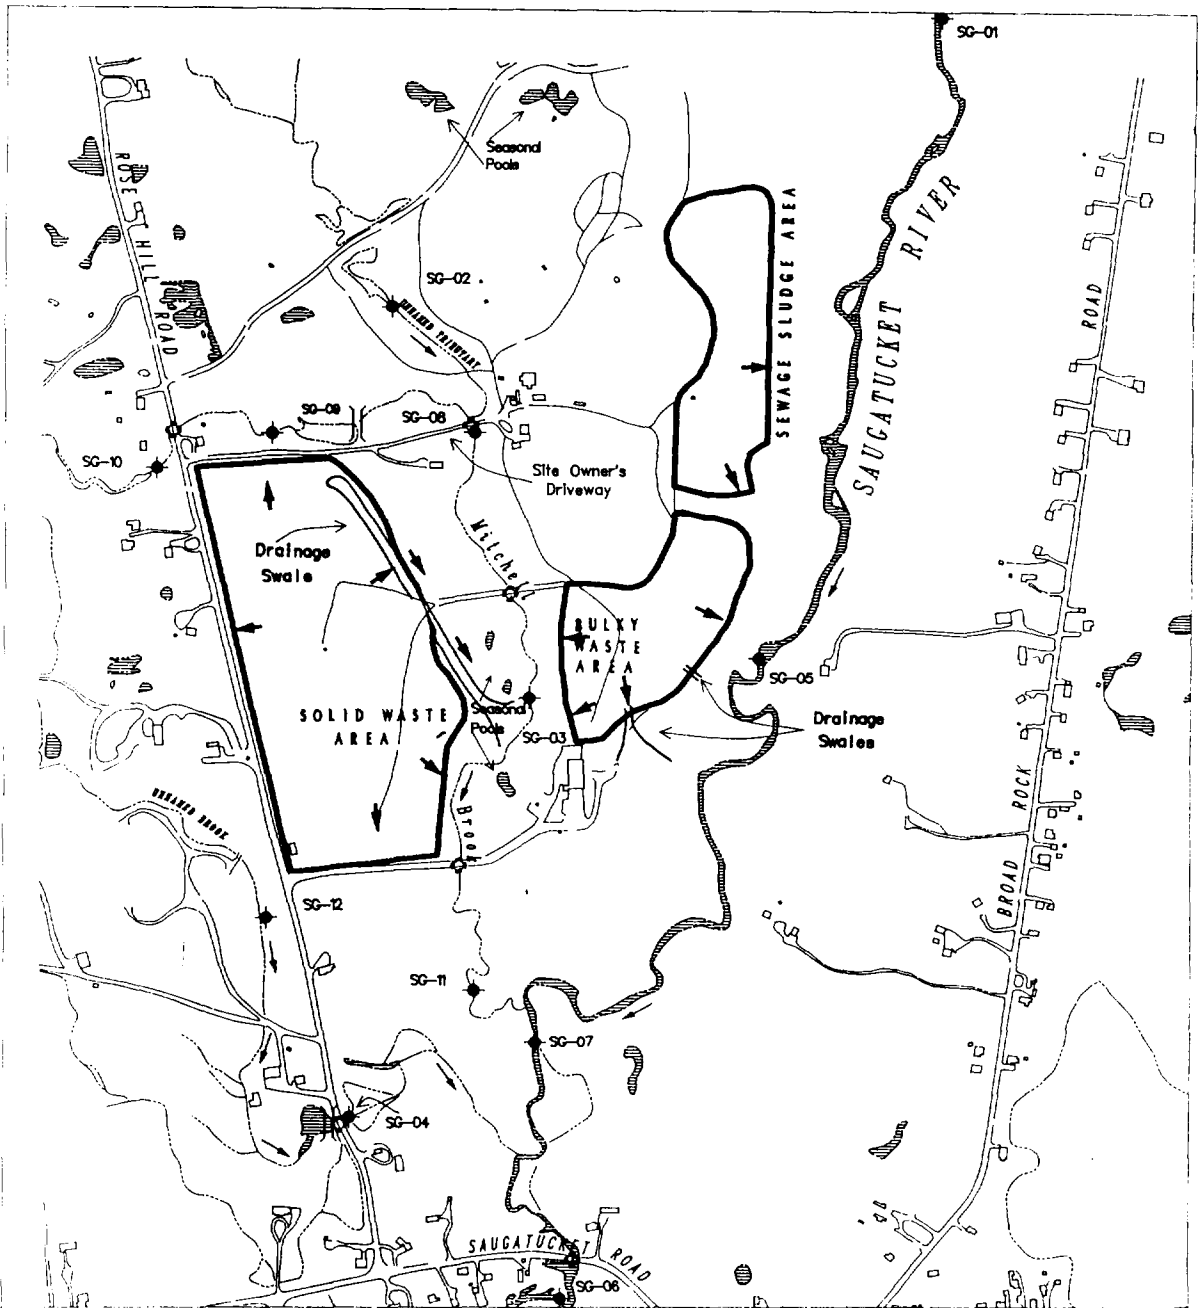 SG-01
Seasonal
Pools
ROSE HILL ROAD
SEWAGE SLUDGE AREA
SAUGATUCKET RIVER
SG-02
UNNAMED TRIBUTARY
ROAD
SG-09
SG-08
SG-10
Site Owner's
Driveway
Drainage
Swale
Mitchel
BULKY
WASTE
AREA
SG-05
Seasonal
Pools
SOLID WASTE
AREA
SG-03
Drainage
Swales
UNNAMED BROOK
Brook
ROCK
BROAD
SG-12
SG-11
SG-07
SG-04
SAUGATUCKET ROAD
SG-06